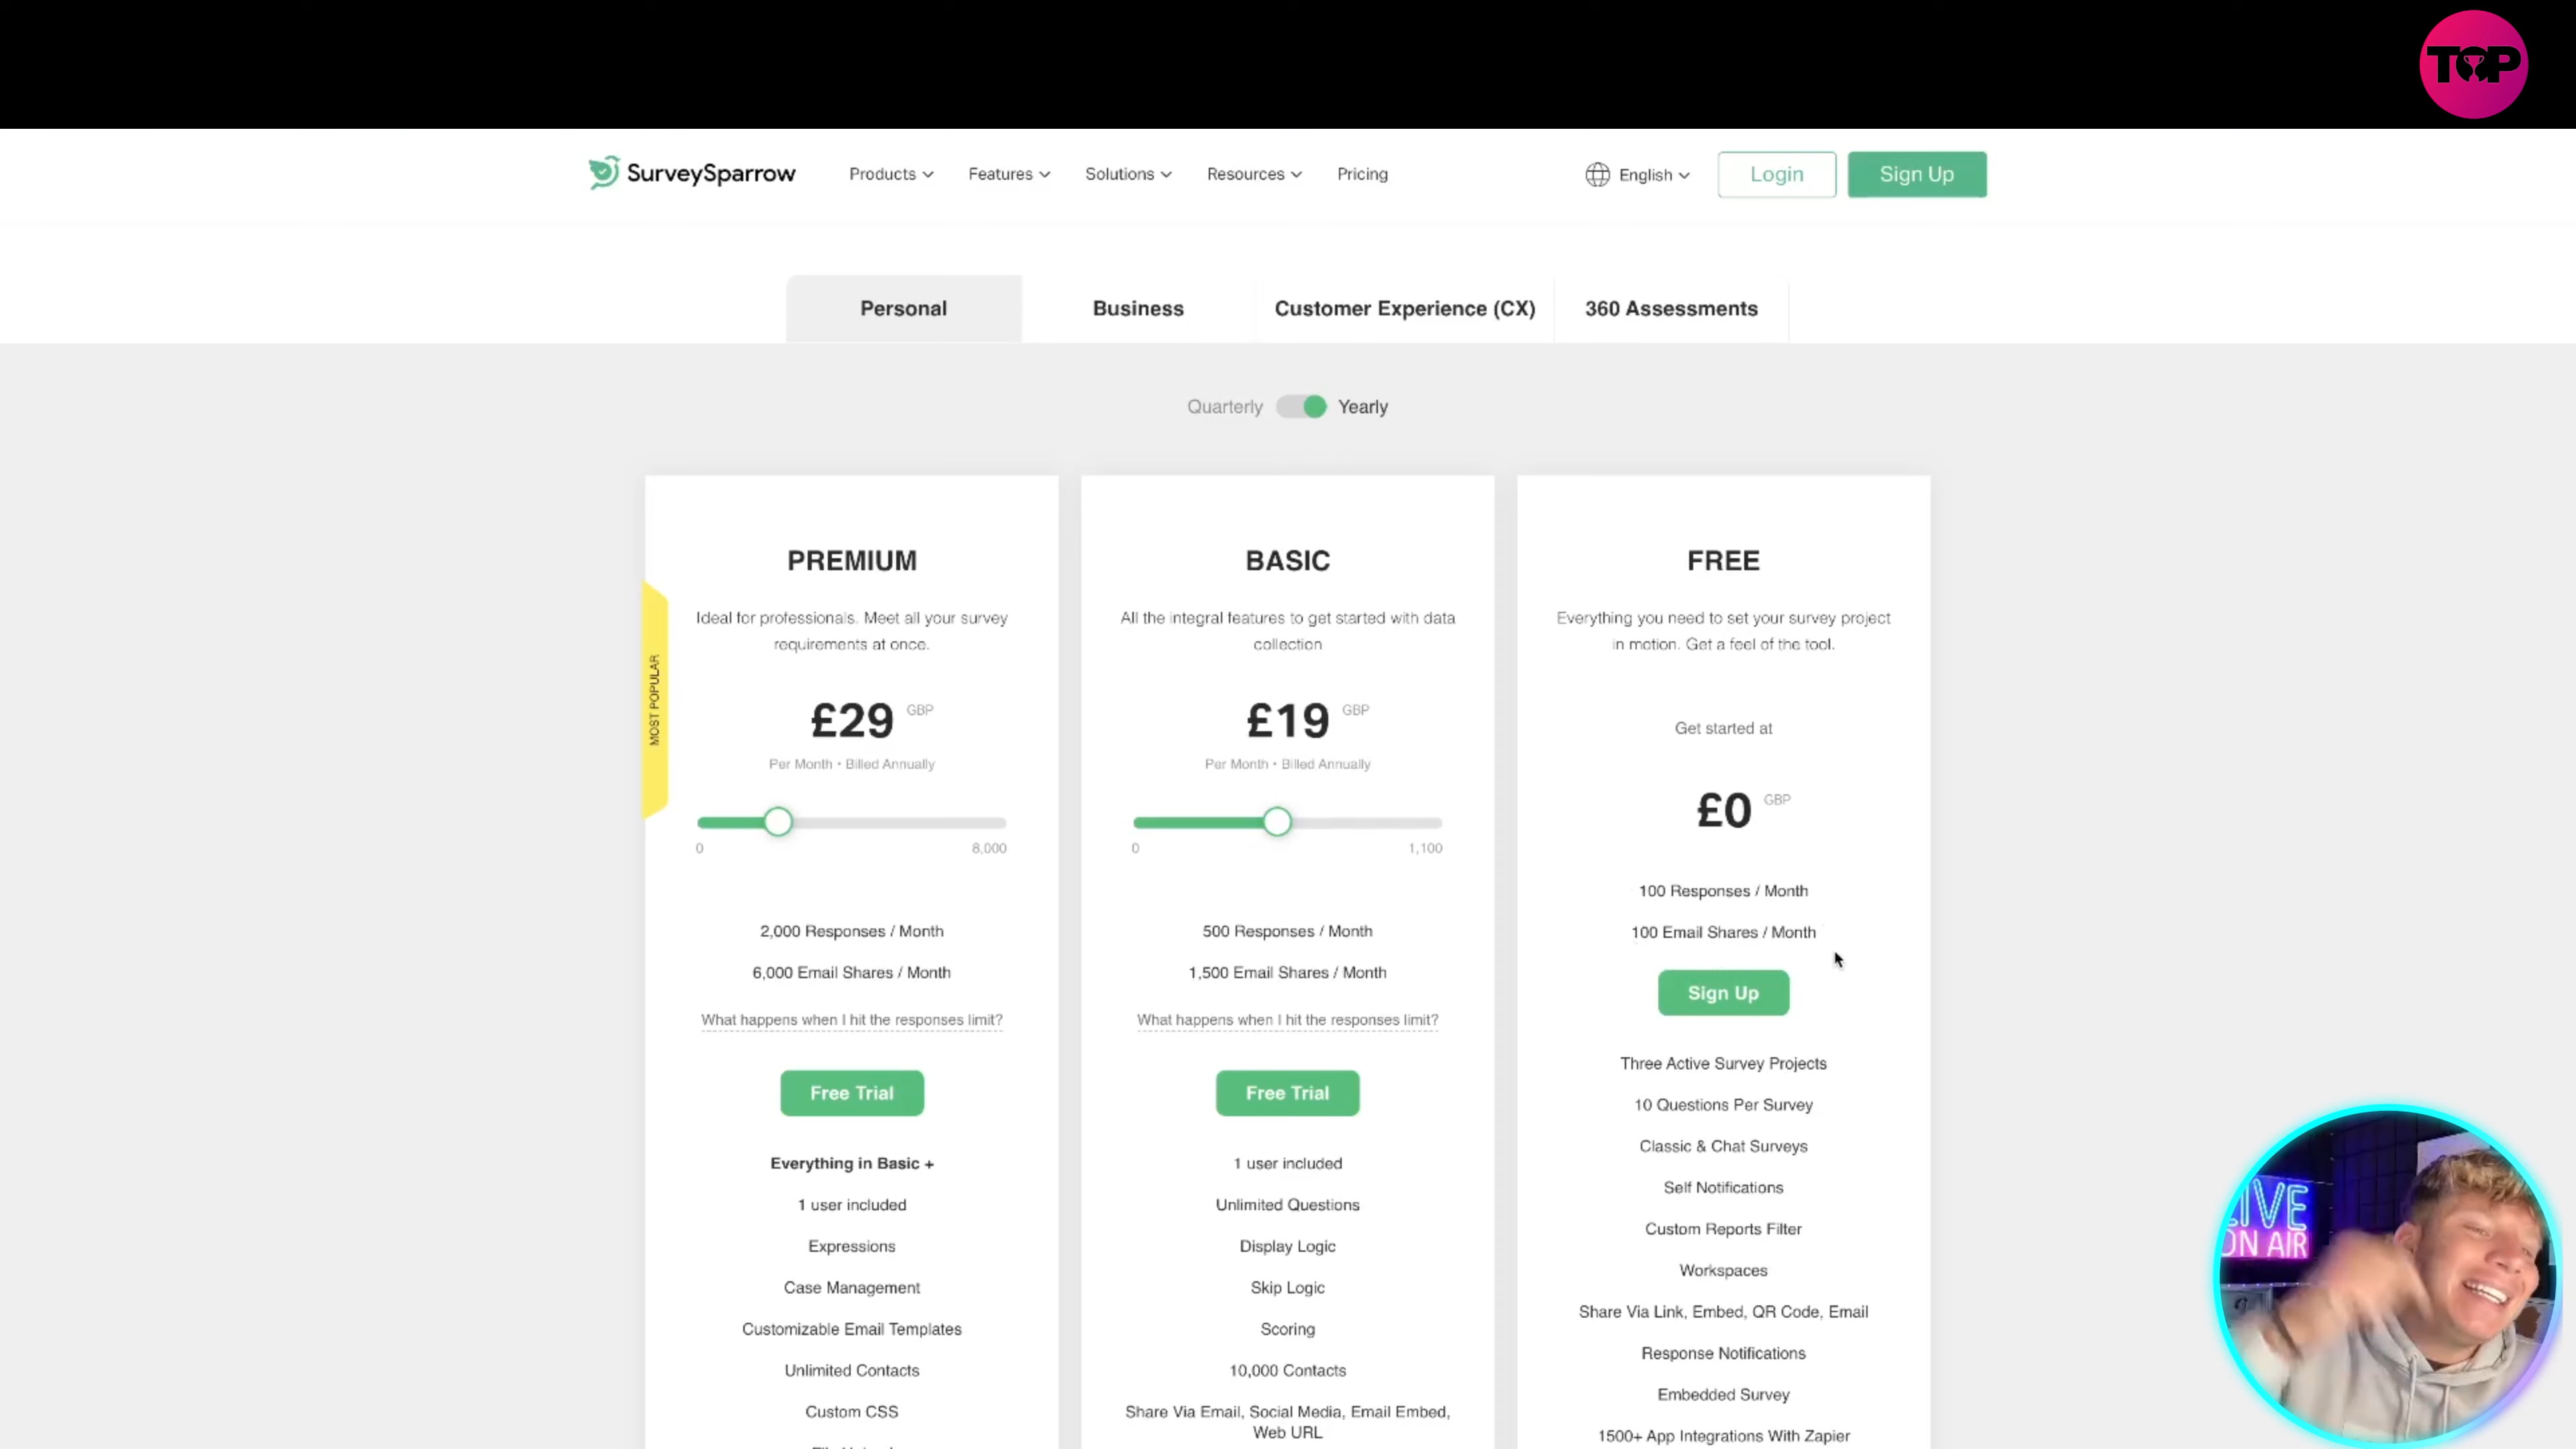 TOP
SurveySparrow
Products
Features
Solutions
Resources
Pricing
English
Login
Sign Up
Personal
Business
Customer Experience (CX)
360 Assessments
Quarterly
Yearly
MOST POPULAR
PREMIUM
Ideal for professionals. Meet all your survey
requirements at once.
£29 GBP
Per Month • Billed Annually
0
8,000
2,000 Responses / Month
6,000 Email Shares / Month
What happens when I hit the responses limit?
Free Trial
Everything in Basic +
1 user included
Expressions
Case Management
Customizable Email Templates
Unlimited Contacts
Custom CSS
BASIC
All the integral features to get started with data
collection
£19 GBP
Per Month • Billed Annually
0
1,100
500 Responses / Month
1,500 Email Shares / Month
What happens when I hit the responses limit?
Free Trial
1 user included
Unlimited Questions
Display Logic
Skip Logic
Scoring
10,000 Contacts
Share Via Email, Social Media, Email Embed,
Web URL
FREE
Everything you need to set your survey project
in motion. Get a feel of the tool.
Get started at
£0 GBP
100 Responses / Month
100 Email Shares / Month
Sign Up
Three Active Survey Projects
10 Questions Per Survey
Classic & Chat Surveys
Self Notifications
Custom Reports Filter
Workspaces
Share Via Link, Embed, QR Code, Email
Response Notifications
Embedded Survey
1500+ App Integrations With Zapier
LIVE
ON AIR